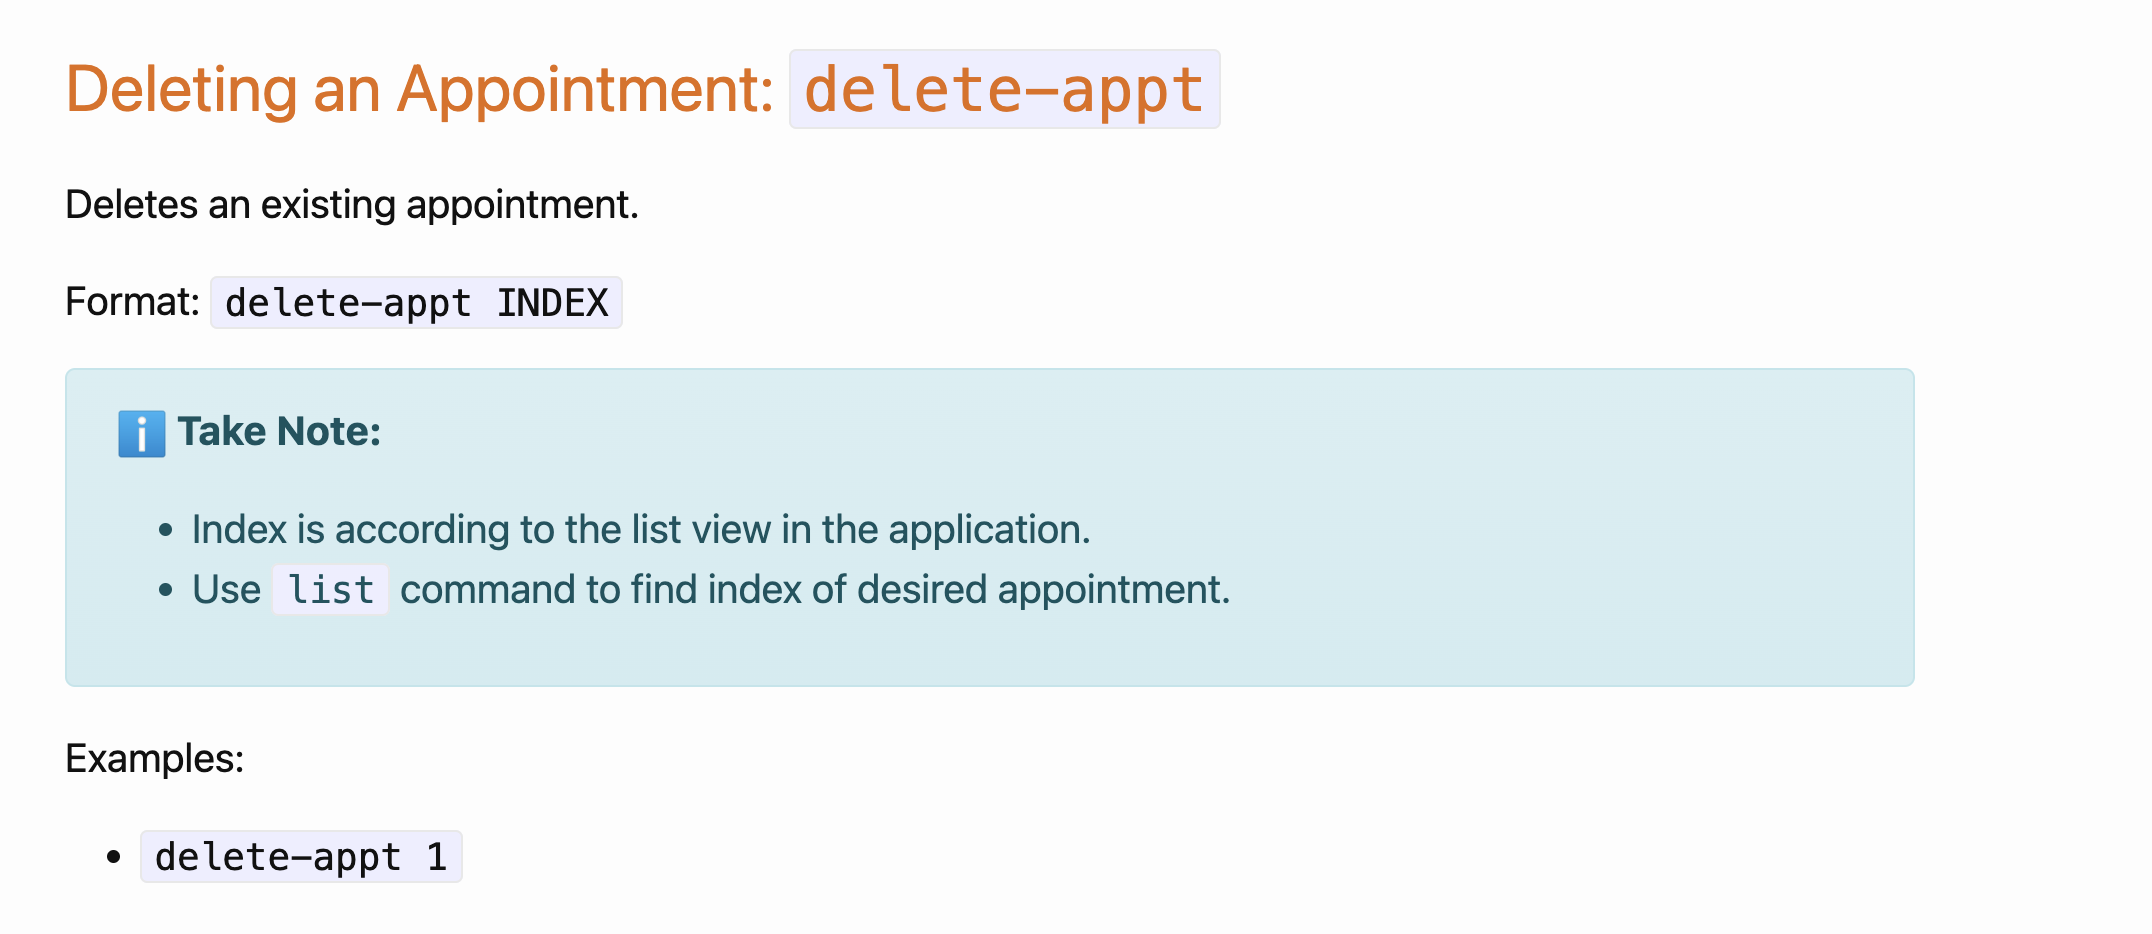 Deleting an Appointment: delete-appt
Deletes an existing appointment.
Format: delete-appt INDEX
ℹ️ Take Note:
• Index is according to the list view in the application.
• Use list command to find index of desired appointment.
Examples:
• delete-appt 1